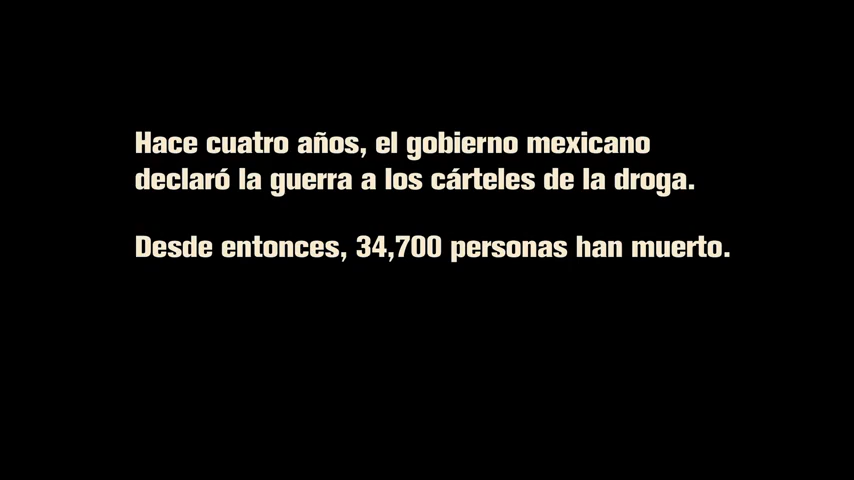 Hace cuatro años, el gobierno mexicano
declaró la guerra a los cárteles de la droga.
Desde entonces, 34,700 personas han muerto.